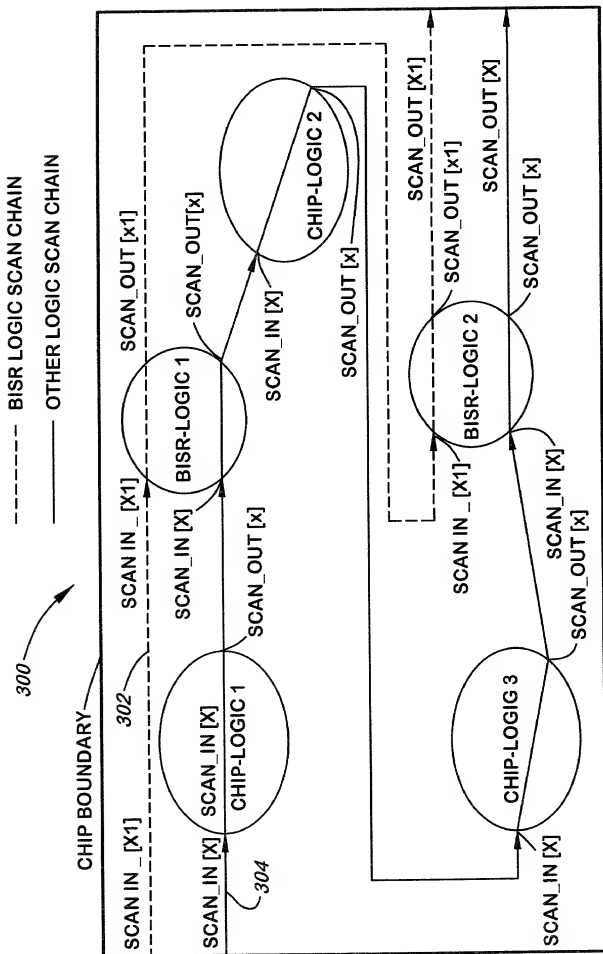 BISR LOGIC SCAN CHAIN
OTHER LOGIC SCAN CHAIN
300
CHIP BOUNDARY
SCAN IN _ [X1]
302
SCAN IN _ [X1]
SCAN_OUT [x1]
SCAN_IN [X]
304
SCAN_IN [X]
CHIP-LOGIC 1
SCAN_OUT [x]
SCAN_IN [X]
BISR-LOGIC 1
SCAN_OUT[x]
SCAN_IN [X]
CHIP-LOGIC 2
SCAN_OUT [x]
SCAN_IN [X]
CHIP-LOGIG 3
SCAN_OUT [x]
SCAN_IN [X]
SCAN IN _ [X1]
BISR-LOGIC 2
SCAN_OUT [x1]
SCAN_OUT [x]
SCAN_OUT [X1]
SCAN_OUT [X]